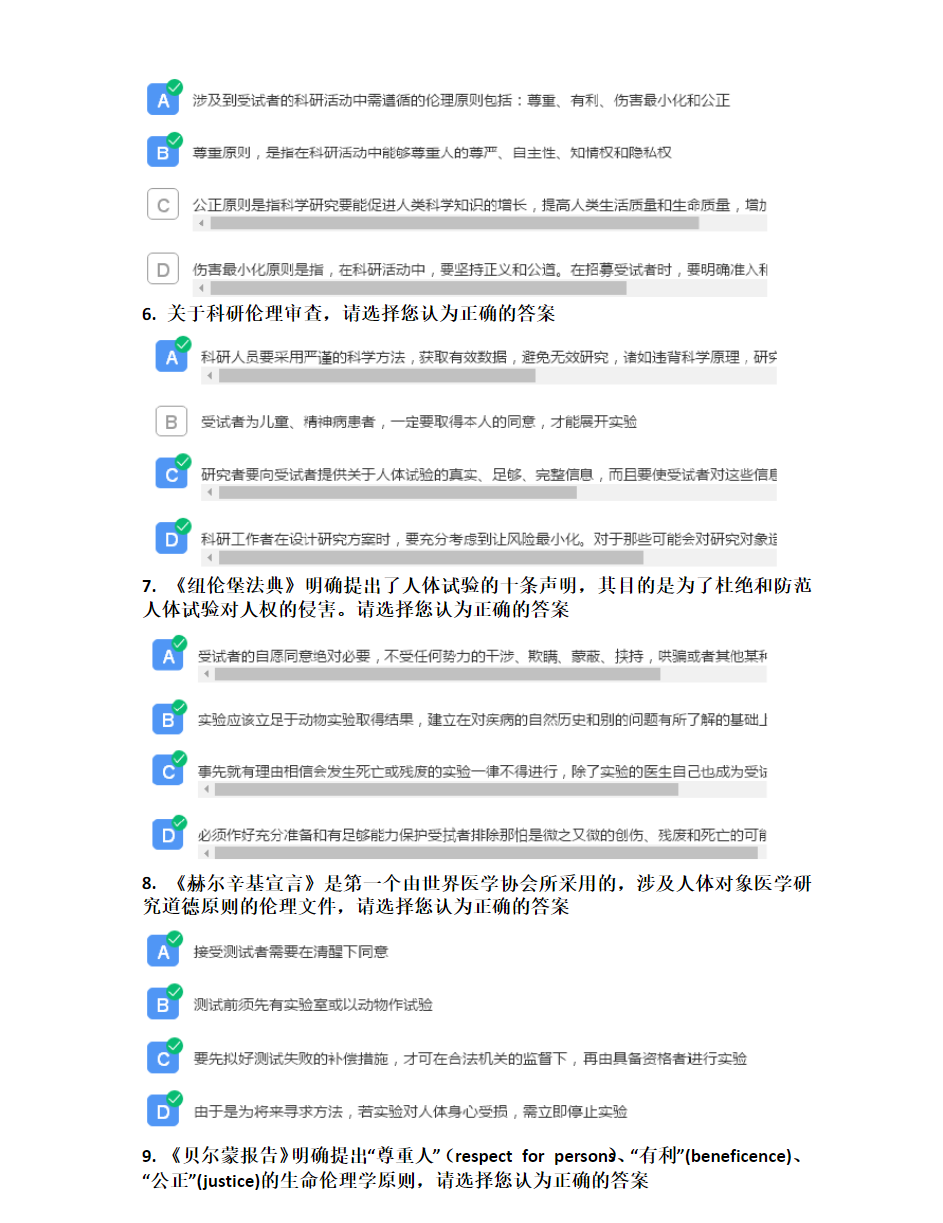 A 涉及到受试者的科研活动中需遵循的伦理原则包括：尊重、有利、伤害最小化和公正
B 尊重原则，是指在科研活动中能够尊重人的尊严、自主性、知情权和隐私权
C 公正原则是指科学研究要能促进人类科学知识的增长，提高人类生活质量和生命质量，增加
D 伤害最小化原则是指，在科研活动中，要坚持正义和公道。在招募受试者时，要明确准入和
6. 关于科研伦理审查，请选择您认为正确的答案
A 科研人员要采用严谨的科学方法，获取有效数据，避免无效研究，诸如违背科学原理，研究
B 受试者为儿童、精神病患者，一定要取得本人的同意，才能展开实验
C 研究者要向受试者提供关于人体试验的真实、足够、完整信息，而且要使受试者对这些信息
D 科研工作者在设计研究方案时，要充分考虑到让风险最小化。对于那些可能会对研究对象造
7. 《纽伦堡法典》明确提出了人体试验的十条声明，其目的是为了杜绝和防范
人体试验对人权的侵害。请选择您认为正确的答案
A 受试者的自愿同意绝对必要，不受任何势力的干涉、欺瞒、蒙蔽、挟持，哄骗或者其他某种
B 实验应该立足于动物实验取得结果，建立在对疾病的自然历史和别的问题有所了解的基础上
C 事先就有理由相信会发生死亡或残废的实验一律不得进行，除了实验的医生自己也成为受试
D 必须作好充分准备和有足够能力保护受试者排除那怕是微之又微的创伤、残废和死亡的可能
8. 《赫尔辛基宣言》是第一个由世界医学协会所采用的，涉及人体对象医学研
究道德原则的伦理文件，请选择您认为正确的答案
A 接受测试者需要在清醒下同意
B 测试前须先有实验室或以动物作试验
C 要先拟好测试失败的补偿措施，才可在合法机关的监督下，再由具备资格者进行实验
D 由于是为将来寻求方法，若实验对人体身心受损，需立即停止实验
9. 《贝尔蒙报告》明确提出“尊重人”（respect for persons）、“有利”(beneficence)、
“公正”(justice)的生命伦理学原则，请选择您认为正确的答案